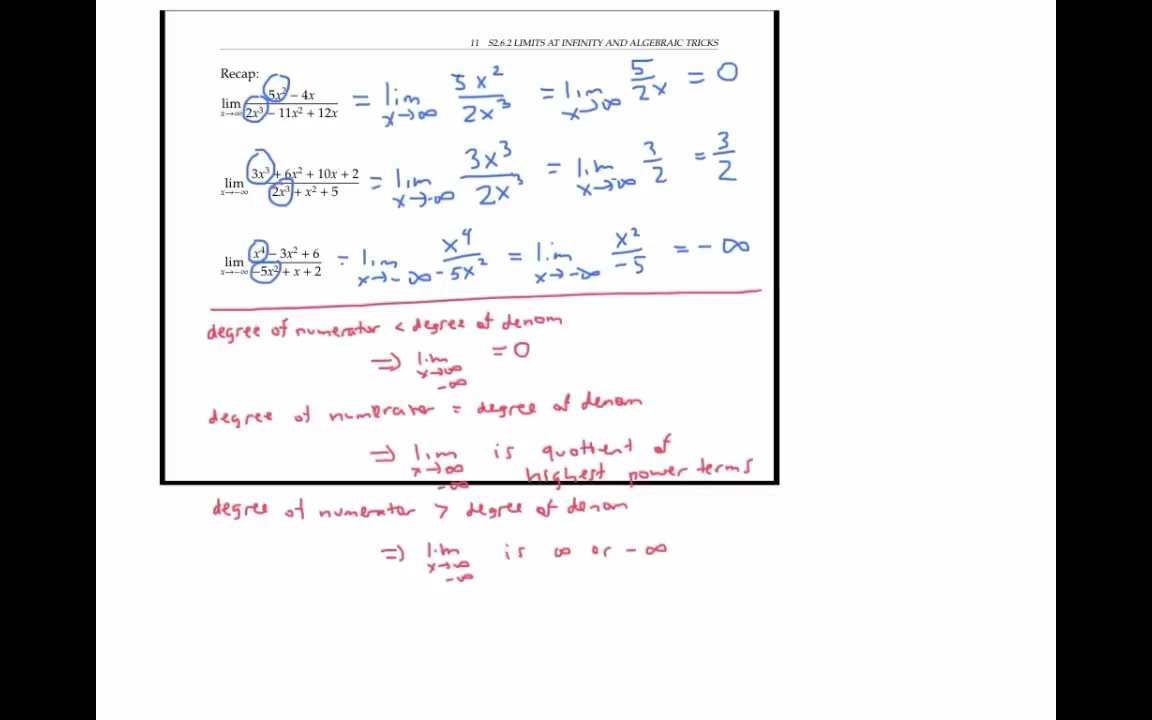 11 S2.6.2 LIMITS AT INFINITY AND ALGEBRAIC TRICKS
Recap:
lim x→∞ (5x² − 4x)/(2x³ − 11x² + 12x) = lim x→∞ 5x²/2x³ = lim x→∞ 5/2x = 0
lim x→−∞ (3x³ + 6x² + 10x + 2)/(2x³ + x² + 5) = lim x→-∞ 3x³/2x³ = lim x→-∞ 3/2 = 3/2
lim x→−∞ (x⁴ − 3x² + 6)/(−5x² + x + 2) = lim x→-∞ x⁴/-5x² = lim x→-∞ x²/-5 = -∞
degree of numerator < degree of denom
⇒ lim x→∞ -∞ = 0
degree of numerator = degree of denom
⇒ lim x→∞ -∞ is quotient of
highest power terms
degree of numerator > degree of denom
⇒ lim x→∞ -∞ is ∞ or -∞